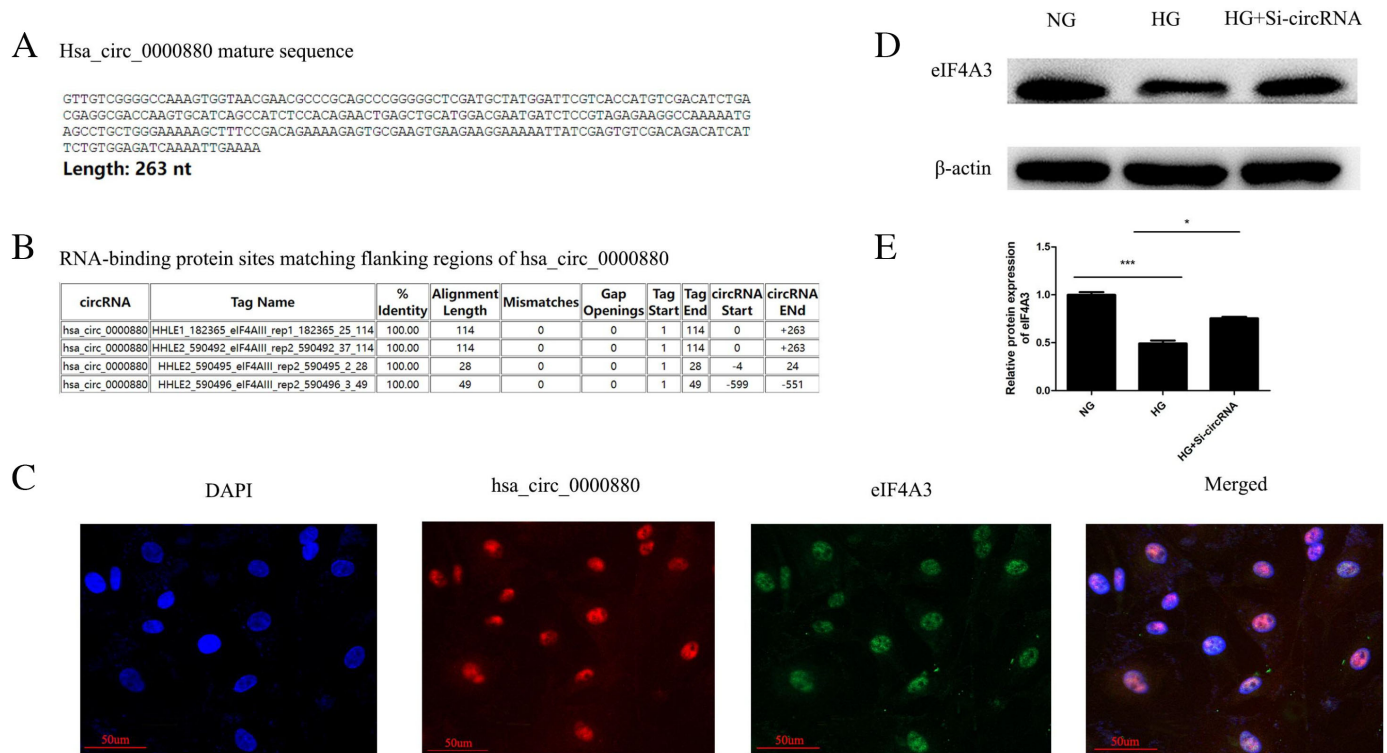 A
Hsa_circ_0000880 mature sequence
GTTGTCGGGGCCAAAGTGGTAACGAACGCCCGCAGCCCGGGGGCTCGATGCTATGGATTCGTCACCATGTCGACATCTGA
CGAGGCGACCAAGTGCATCAGCCATCTCCACAGAACTGAGCTGCATGGACGAATGATCTCCGTAGAGAAGGCCAAAAATG
AGCCTGCTGGGAAAAAGCTTTCCGACAGAAAAGAGTGCGAAGTGAAGAAGGAAAAATTATCGAGTGTCGACAGACATCAT
TCTGTGGAGATCAAAATTGAAAA
Length: 263 nt
B
RNA-binding protein sites matching flanking regions of hsa_circ_0000880
circRNA Tag Name % Identity Alignment Length Mismatches Gap Openings Tag Start Tag End circRNA Start circRNA ENd
hsa_circ_0000880 HHLE1_182365_eIF4AIII_rep1_182365_25_114 100.00 114 0 0 1 114 0 +263
hsa_circ_0000880 HHLE2_590492_eIF4AIII_rep2_590492_37_114 100.00 114 0 0 1 114 0 +263
hsa_circ_0000880 HHLE2_590495_eIF4AIII_rep2_590495_2_28 100.00 28 0 0 1 28 -4 24
hsa_circ_0000880 HHLE2_590496_eIF4AIII_rep2_590496_3_49 100.00 49 0 0 1 49 -599 -551
C
DAPI
hsa_circ_0000880
eIF4A3
Merged
50um
50um
50um
50um
D
NG HG HG+Si-circRNA
eIF4A3
β-actin
E
Relative protein expression
of eIF4A3
1.5
1.0
0.5
0.0
***
*
NG
HG
HG+Si-circRNA